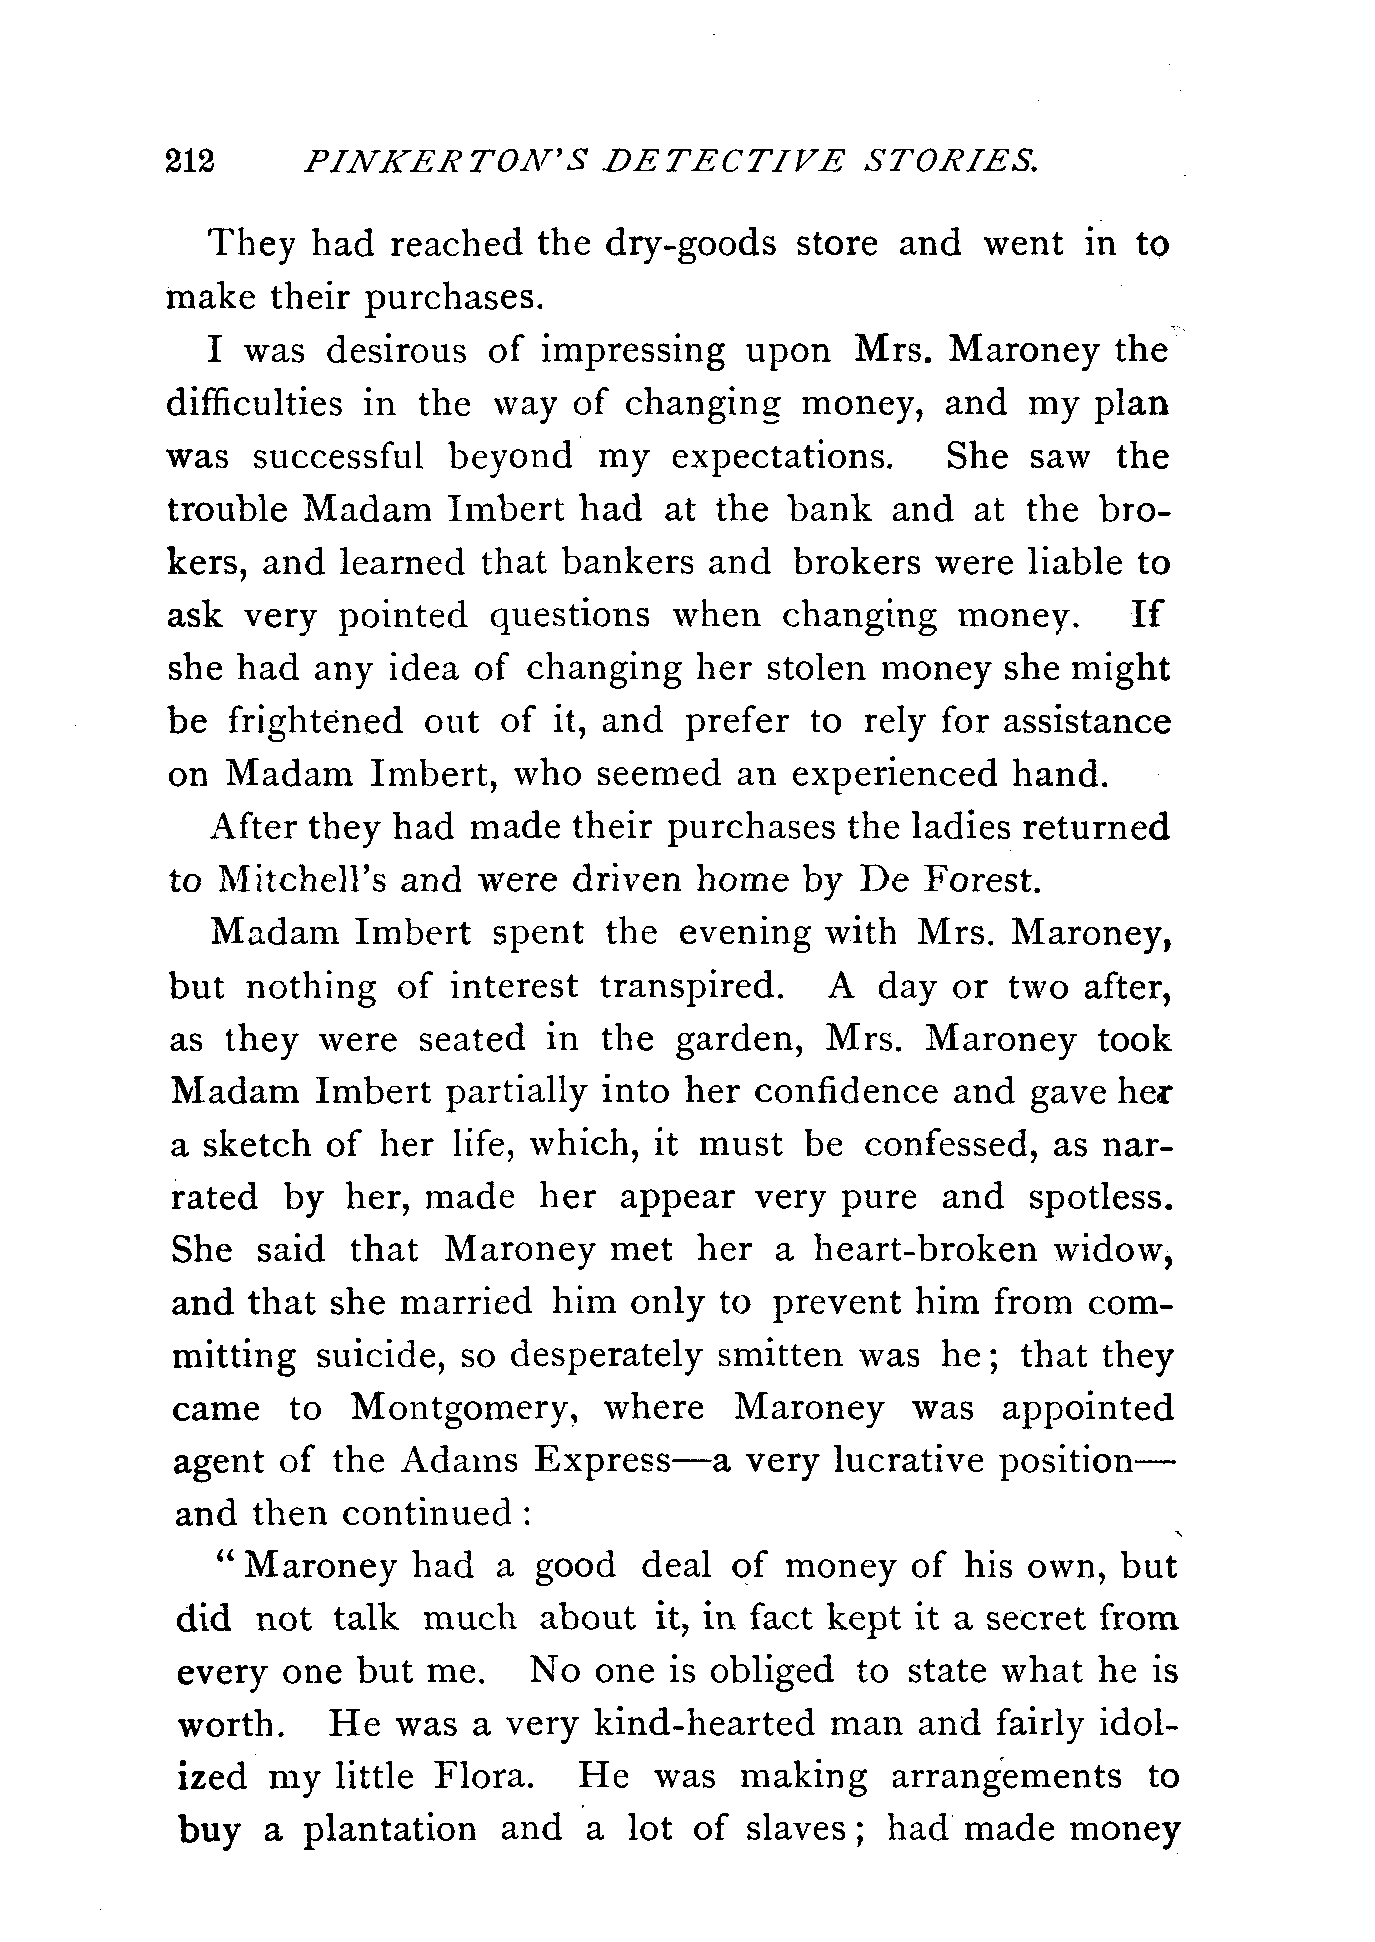 212 PINKERTON'S DETECTIVE STORIES.
They had reached the dry-goods store and went in to
make their purchases.
I was desirous of impressing upon Mrs. Maroney the
difficulties in the way of changing money, and my plan
was successful beyond my expectations. She saw the
trouble Madam Imbert had at the bank and at the bro-
kers, and learned that bankers and brokers were liable to
ask very pointed questions when changing money. If
she had any idea of changing her stolen money she might
be frightened out of it, and prefer to rely for assistance
on Madam Imbert, who seemed an experienced hand.
After they had made their purchases the ladies returned
to Mitchell's and were driven home by De Forest.
Madam Imbert spent the evening with Mrs. Maroney,
but nothing of interest transpired. A day or two after,
as they were seated in the garden, Mrs. Maroney took
Madam Imbert partially into her confidence and gave her
a sketch of her life, which, it must be confessed, as nar-
rated by her, made her appear very pure and spotless.
She said that Maroney met her a heart-broken widow,
and that she married him only to prevent him from com-
mitting suicide, so desperately smitten was he; that they
came to Montgomery, where Maroney was appointed
agent of the Adams Express—a very lucrative position—
and then continued:
"Maroney had a good deal of money of his own, but
did not talk much about it, in fact kept it a secret from
every one but me. No one is obliged to state what he is
worth. He was a very kind-hearted man and fairly idol-
ized my little Flora. He was making arrangements to
buy a plantation and a lot of slaves; had made money